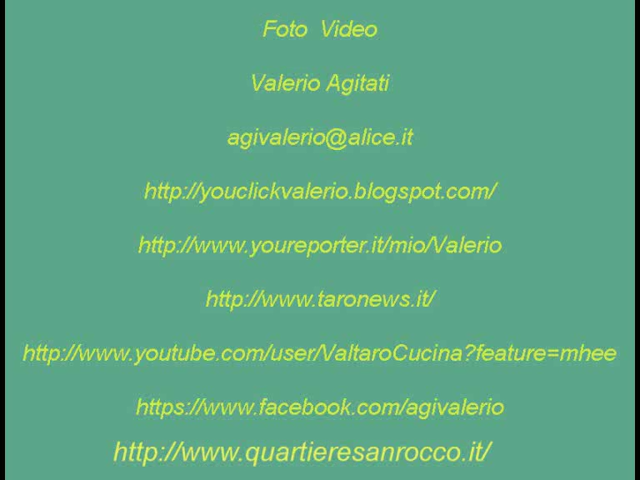 Foto Video
Valerio Agitati
agivalerio@alice.it
http://youclickvalerio.blogspot.com/
http://www.youreporter.it/mio/Valerio
http://www.taronews.it/
http://www.youtube.com/user/ValtaroCucina?feature=mhee
https://www.facebook.com/agivalerio
http://www.quartieresanrocco.it/